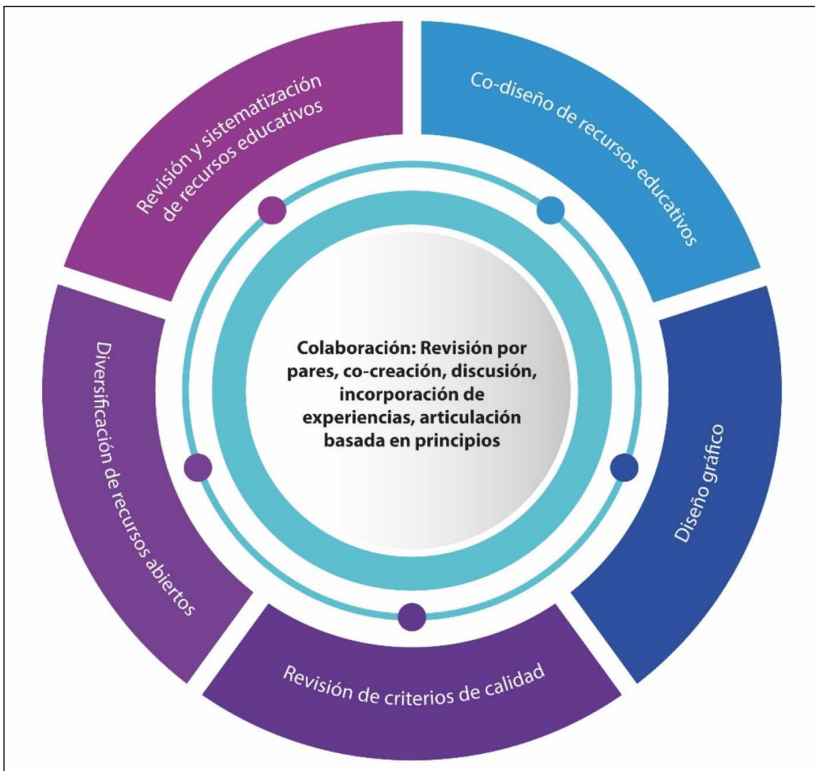 Revisión y sistematización
de recursos educativos
Co-diseño de recursos educativos
Diseño gráfico
Revisión de criterios de calidad
Diversificación de recursos abiertos
Colaboración: Revisión por
pares, co-creación, discusión,
incorporación de
experiencias, articulación
basada en principios